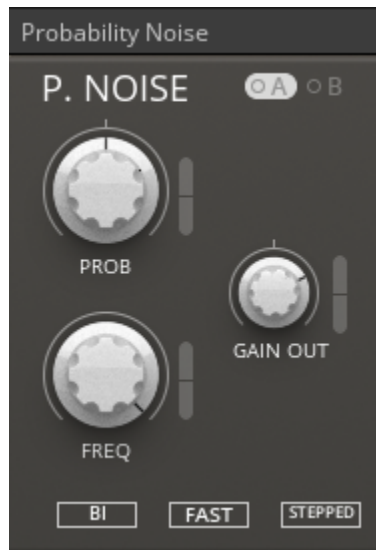 Probability Noise
P. NOISE
A B
PROB
GAIN OUT
FREQ
BI FAST STEPPED